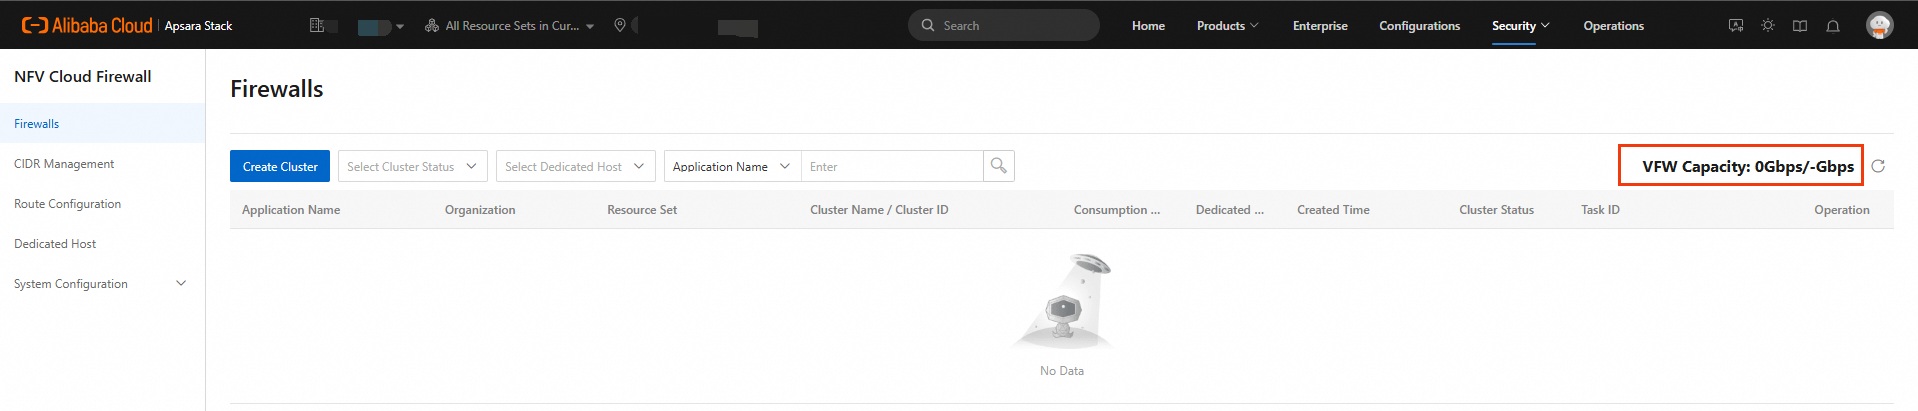 Alibaba Cloud | Apsara Stack All Resource Sets in Cur... Search Home Products Enterprise Configurations Security Operations
NFV Cloud Firewall
Firewalls
CIDR Management
Route Configuration
Dedicated Host
System Configuration
Firewalls
Create Cluster Select Cluster Status Select Dedicated Host Application Name Enter VFW Capacity: 0Gbps/-Gbps
Application Name Organization Resource Set Cluster Name / Cluster ID Consumption ... Dedicated ... Created Time Cluster Status Task ID Operation
No Data